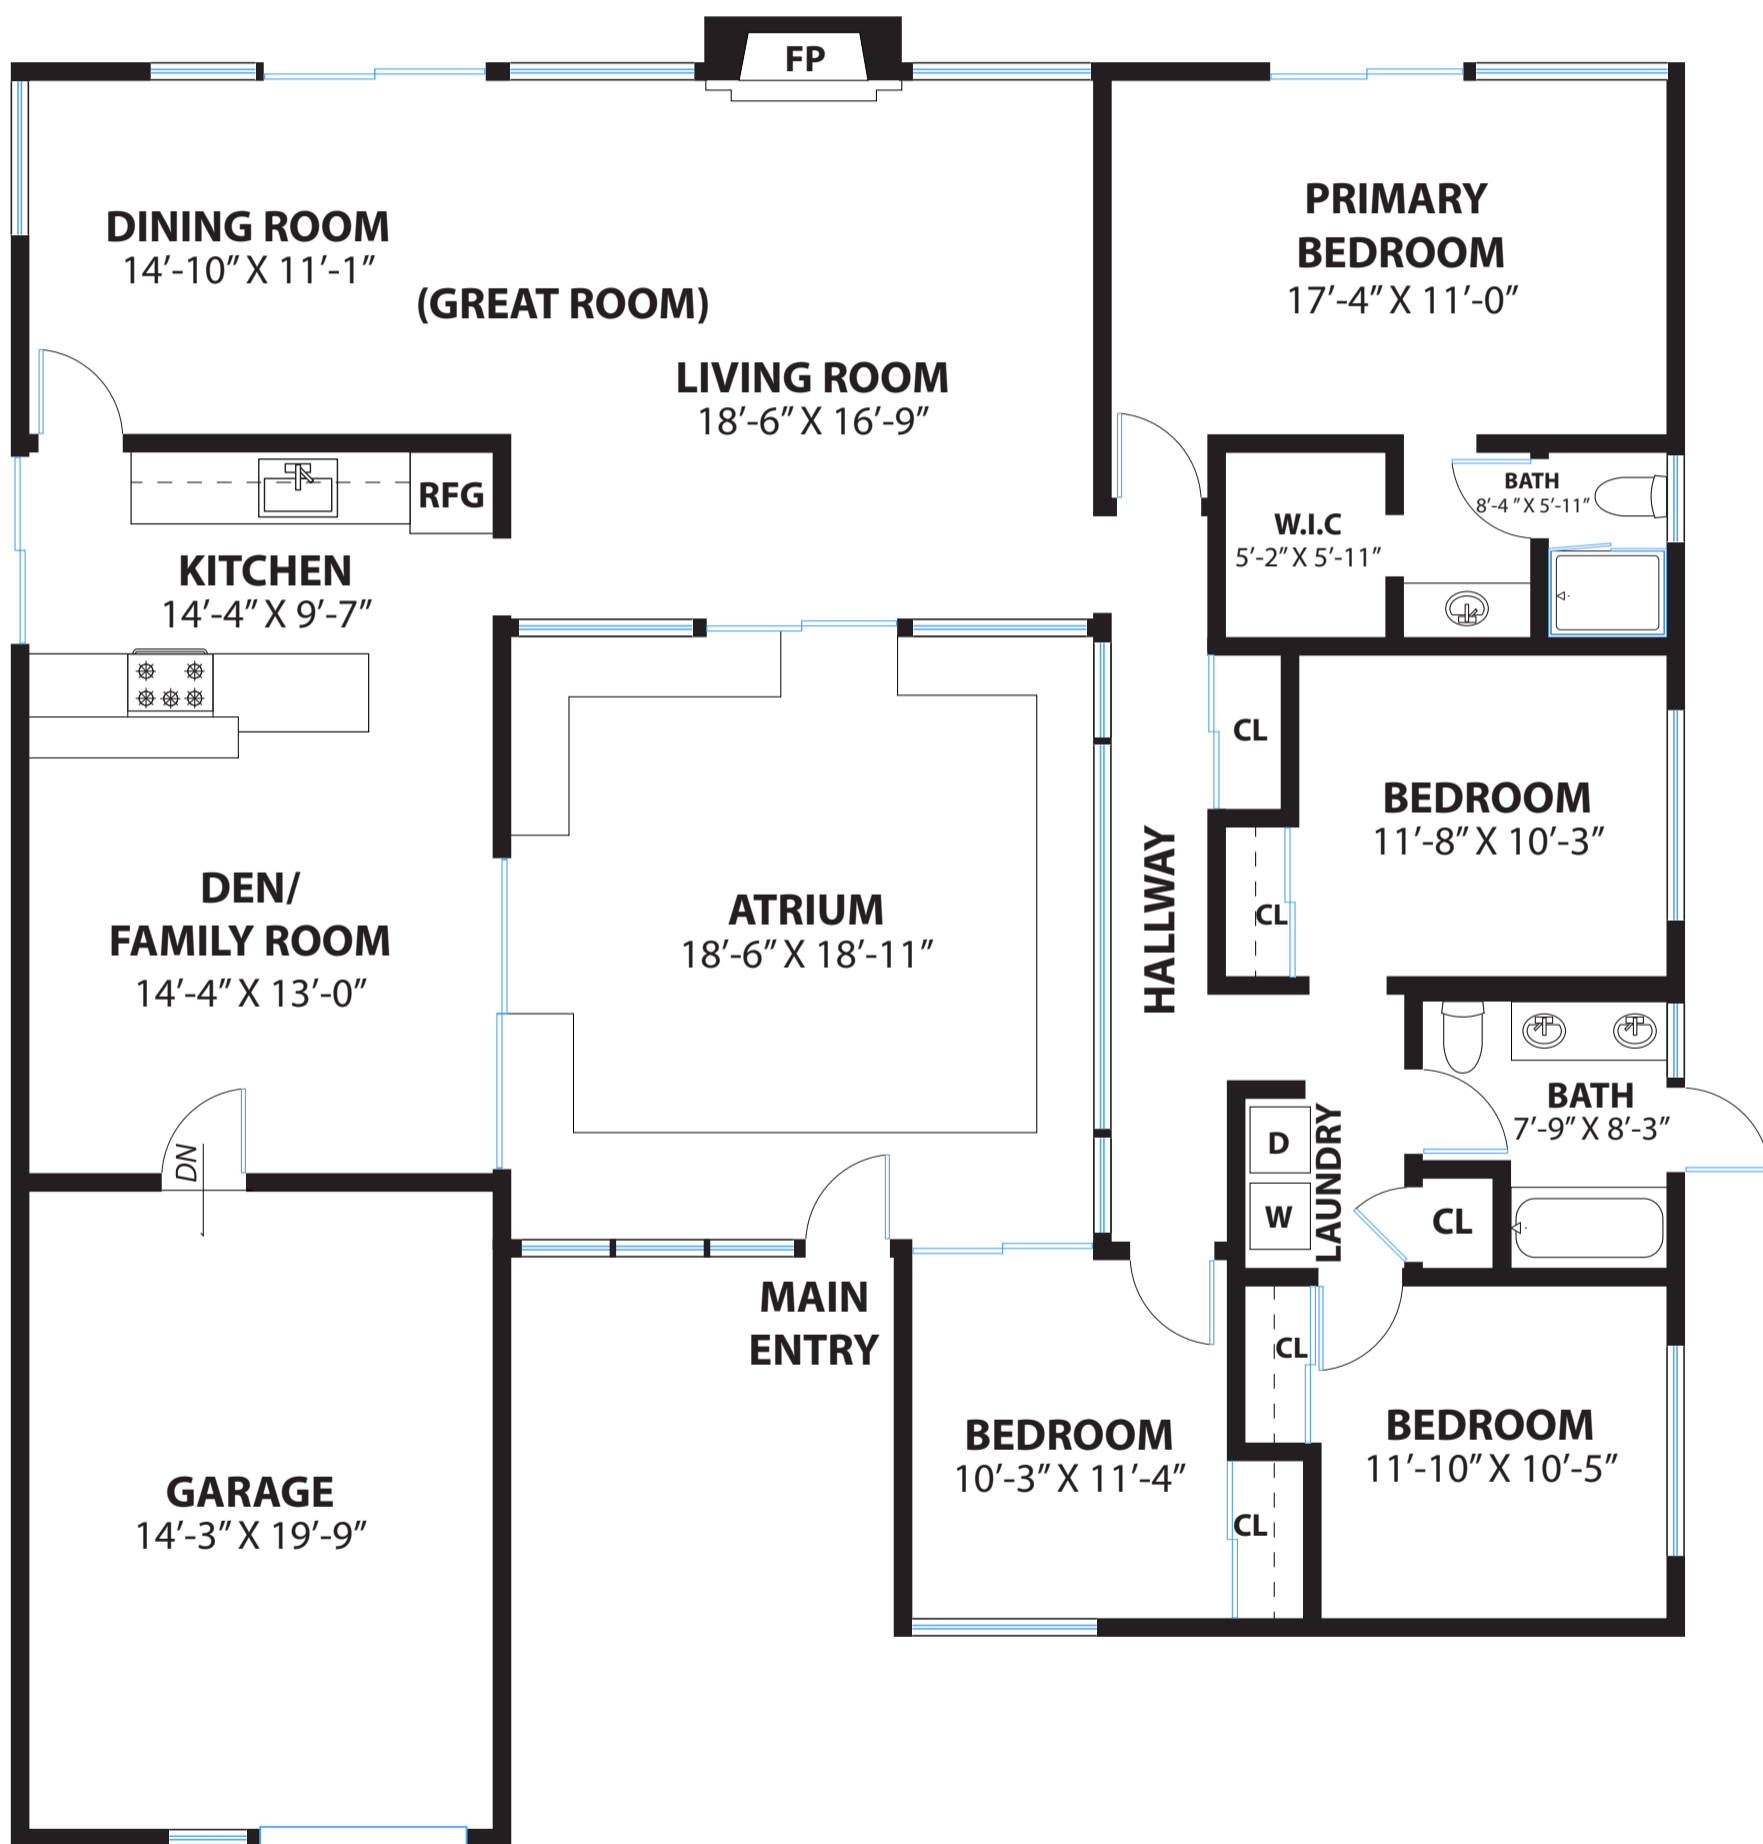 FP
DINING ROOM
14′-10″ X 11′-1″
(GREAT ROOM)
LIVING ROOM
18′-6″ X 16′-9″
PRIMARY
BEDROOM
17′-4″ X 11′-0″
RFG
KITCHEN
14′-4″ X 9′-7″
W.I.C
5′-2″ X 5′-11″
BATH
8′-4 ″ X 5′-11″
CL
BEDROOM
11′-8″ X 10′-3″
CL
HALLWAY
DEN/
FAMILY ROOM
14′-4″ X 13′-0″
ATRIUM
18′-6″ X 18′-11″
BATH
7′-9″ X 8′-3″
D
W
LAUNDRY
CL
DN
MAIN
ENTRY
CL
BEDROOM
10′-3″ X 11′-4″
BEDROOM
11′-10″ X 10′-5″
CL
GARAGE
14′-3″ X 19′-9″